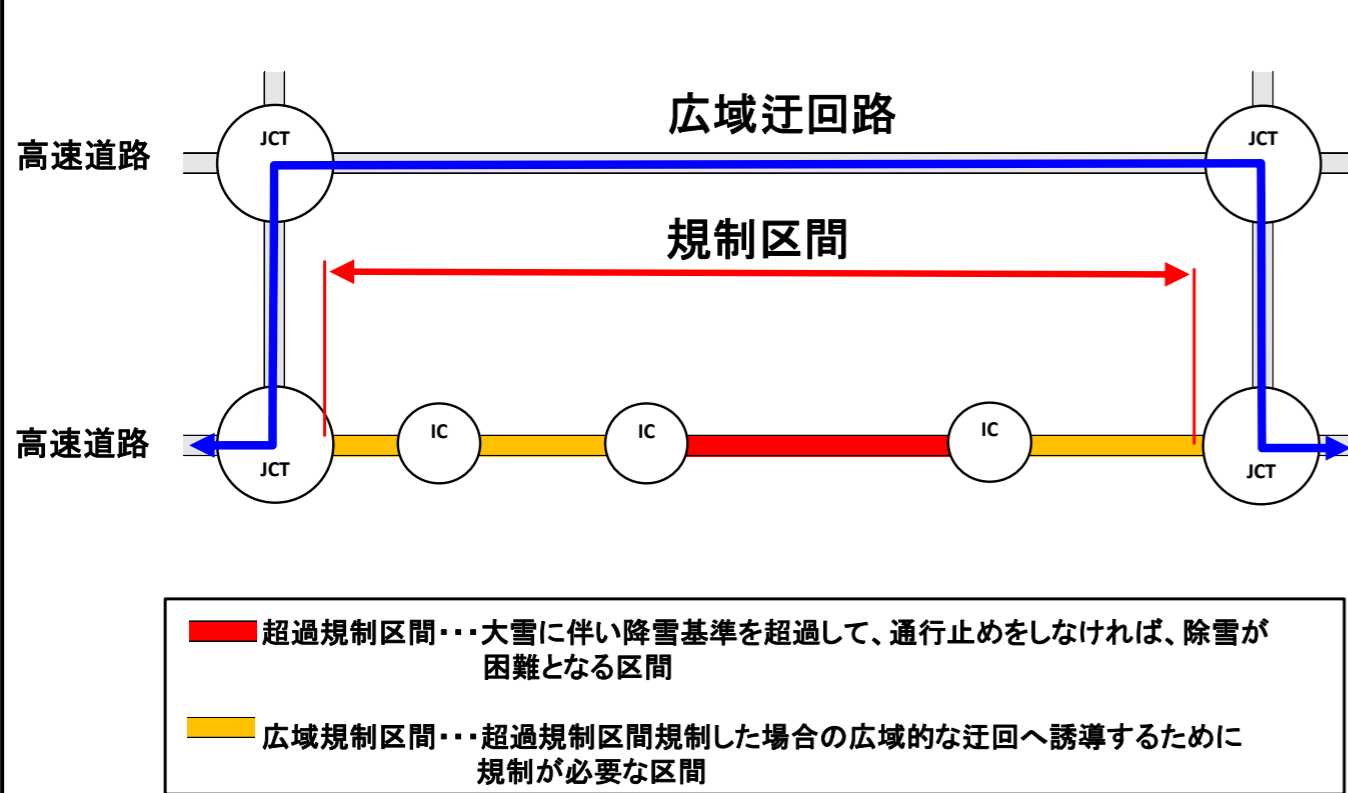 広域迂回路
JCT
JCT
高速道路
規制区間
高速道路
IC
IC
IC
JCT
JCT
超過規制区間･･･大雪に伴い降雪基準を超過して、通行止めをしなければ、除雪が
困難となる区間
広域規制区間･･･超過規制区間規制した場合の広域的な迂回へ誘導するために
規制が必要な区間